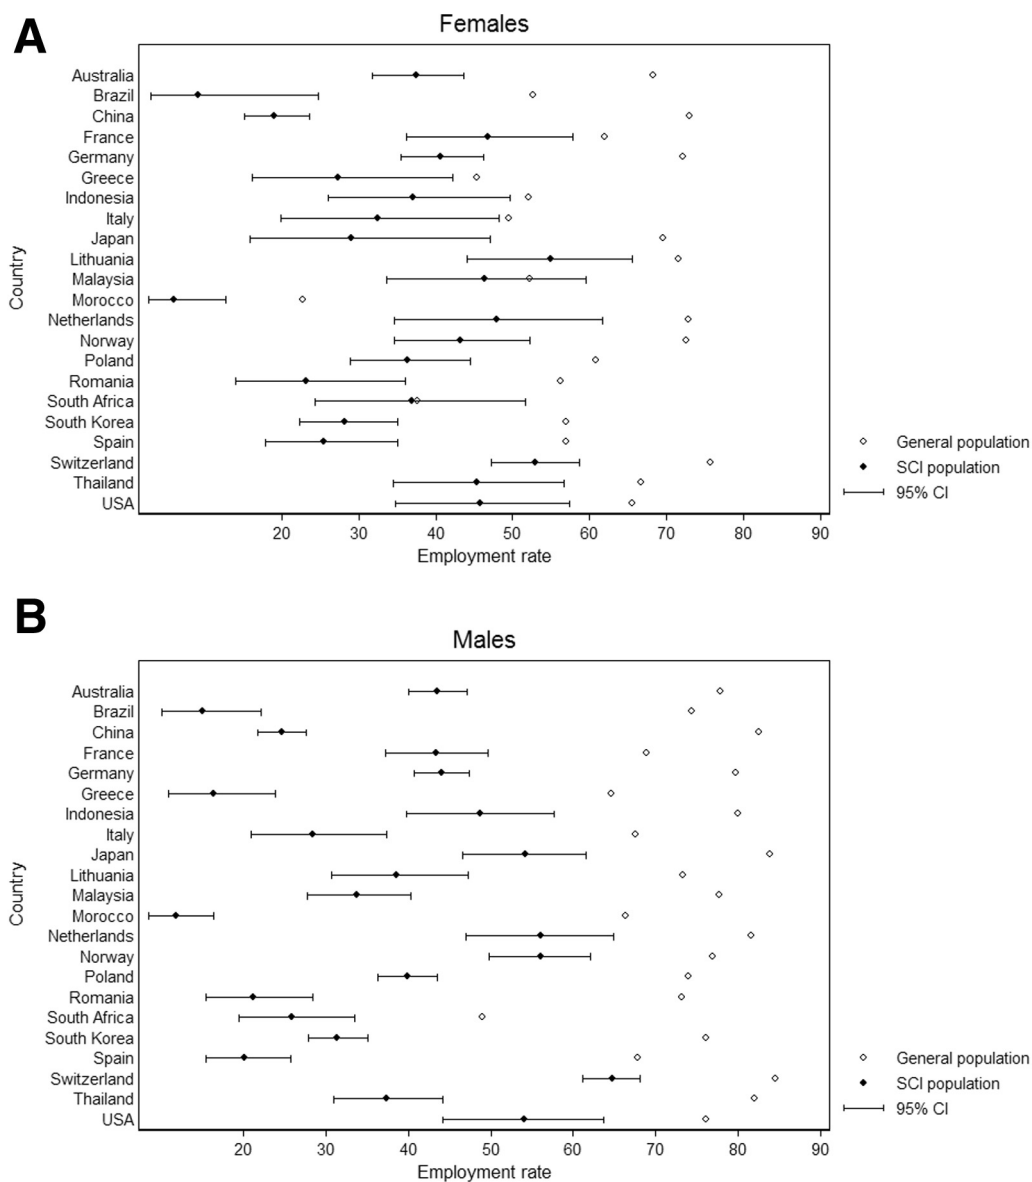 A
Females
Country
Australia
Brazil
China
France
Germany
Greece
Indonesia
Italy
Japan
Lithuania
Malaysia
Morocco
Netherlands
Norway
Poland
Romania
South Africa
South Korea
Spain
Switzerland
Thailand
USA
General population
SCI population
95% CI
20 30 40 50 60 70 80 90
Employment rate
B
Males
Country
Australia
Brazil
China
France
Germany
Greece
Indonesia
Italy
Japan
Lithuania
Malaysia
Morocco
Netherlands
Norway
Poland
Romania
South Africa
South Korea
Spain
Switzerland
Thailand
USA
General population
SCI population
95% CI
20 30 40 50 60 70 80 90
Employment rate